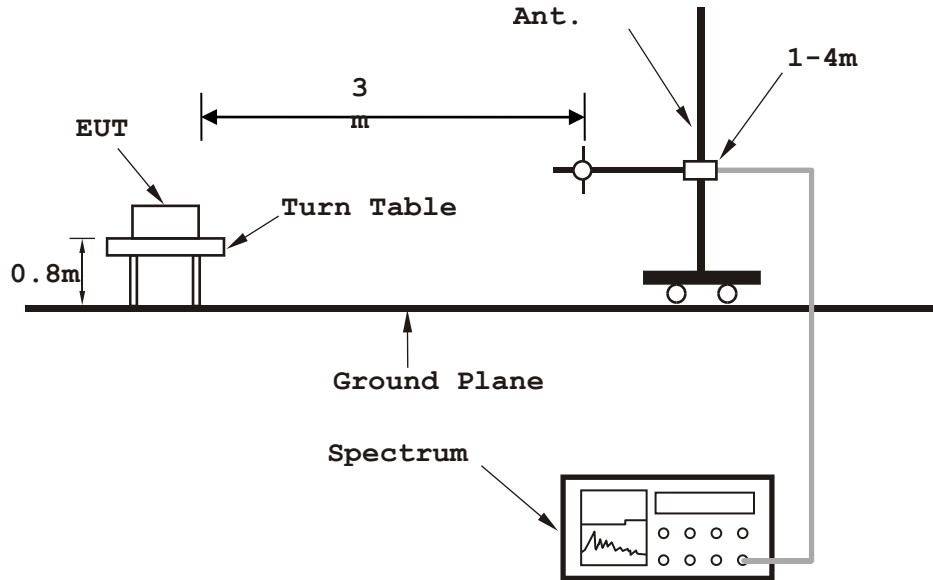 Ant.
1-4m
3
m
EUT
Turn Table
0.8m
Ground Plane
Spectrum